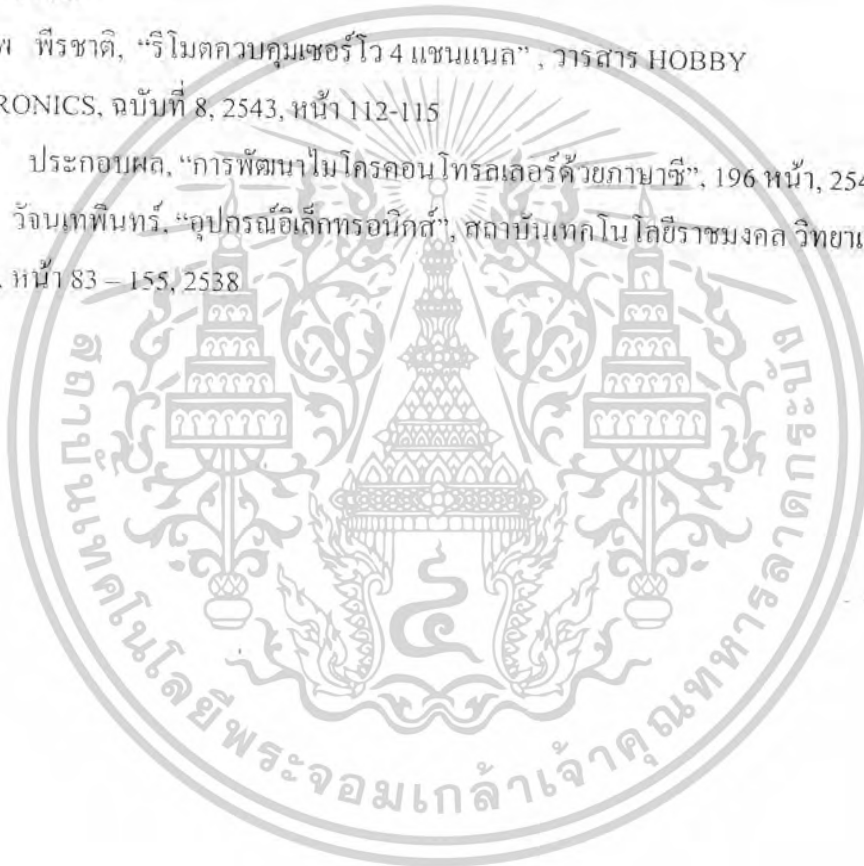 พ พีรชาติ, “รีโมตควบคุมเซอร์โว 4 แชนแนล” , วารสาร HOBBY
RONICS, ฉบับที่ 8, 2543, หน้า 112-115
ประกอบผล, “การพัฒนาไมโครคอนโทรลเลอร์ด้วยภาษาซี”, 196 หน้า, 254
วัจนเทพินทร์. “อุปกรณ์อิเล็กทรอนิกส์”, สถาบันเทคโนโลยีราชมงคล วิทยาเ
. หน้า 83 – 155, 2538
สถาบันเทคโนโลยีพระจอมเกล้าเจ้าคุณทหารลาดกระบัง